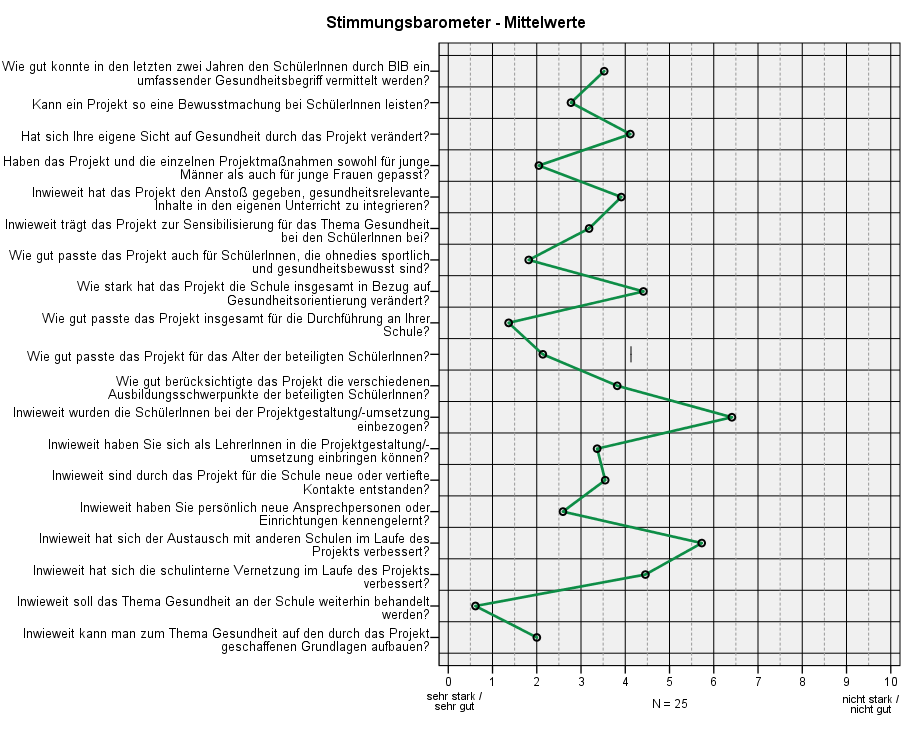 Stimmungsbarometer - Mittelwerte
Wie gut konnte in den letzten zwei Jahren den SchülerInnen durch BIB ein
umfassender Gesundheitsbegriff vermittelt werden?
Kann ein Projekt so eine Bewusstmachung bei SchülerInnen leisten?
Hat sich Ihre eigene Sicht auf Gesundheit durch das Projekt verändert?
Haben das Projekt und die einzelnen Projektmaßnahmen sowohl für junge
Männer als auch für junge Frauen gepasst?
Inwieweit hat das Projekt den Anstoß gegeben, gesundheitsrelevante
Inhalte in den eigenen Unterricht zu integrieren?
Inwieweit trägt das Projekt zur Sensibilisierung für das Thema Gesundheit
bei den SchülerInnen bei?
Wie gut passte das Projekt auch für SchülerInnen, die ohnedies sportlich
und gesundheitsbewusst sind?
Wie stark hat das Projekt die Schule insgesamt in Bezug auf
Gesundheitsorientierung verändert?
Wie gut passte das Projekt insgesamt für die Durchführung an Ihrer
Schule?
Wie gut passte das Projekt für das Alter der beteiligten SchülerInnen?
Wie gut berücksichtigte das Projekt die verschiedenen
Ausbildungsschwerpunkte der beteiligten SchülerInnen?
Inwieweit wurden die SchülerInnen bei der Projektgestaltung/-umsetzung
einbezogen?
Inwieweit haben Sie sich als LehrerInnen in die Projektgestaltung/-
umsetzung einbringen können?
Inwieweit sind durch das Projekt für die Schule neue oder vertiefte
Kontakte entstanden?
Inwieweit haben Sie persönlich neue Ansprechpersonen oder
Einrichtungen kennengelernt?
Inwieweit hat sich der Austausch mit anderen Schulen im Laufe des
Projekts verbessert?
Inwieweit hat sich die schulinterne Vernetzung im Laufe des Projekts
verbessert?
Inwieweit soll das Thema Gesundheit an der Schule weiterhin behandelt
werden?
Inwieweit kann man zum Thema Gesundheit auf den durch das Projekt
geschaffenen Grundlagen aufbauen?
0 1 2 3 4 5 6 7 8 9 10
sehr stark /
sehr gut
N = 25
nicht stark /
nicht gut